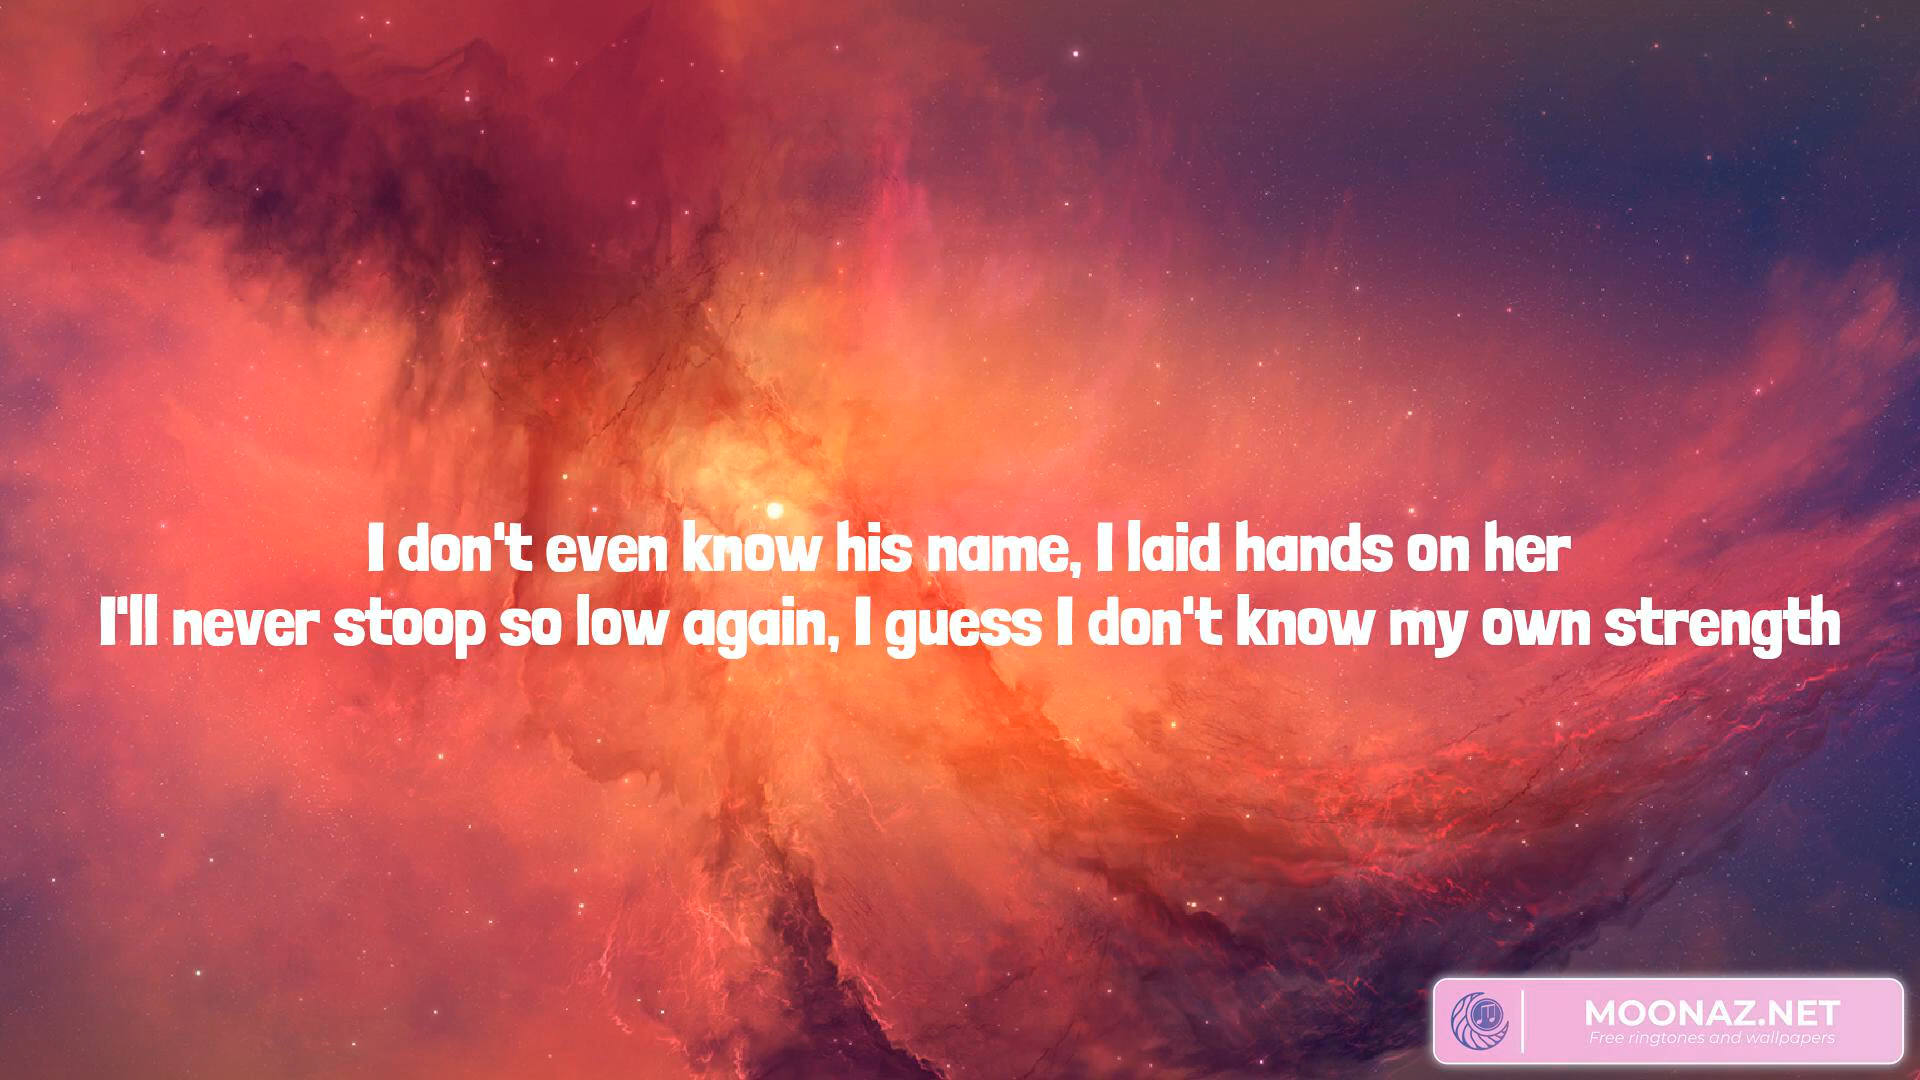 I don't even know his name, I laid hands on her
I'll never stoop so low again, I guess I don't know my own strength
MOONAZ.NET
Free ringtones and wallpapers